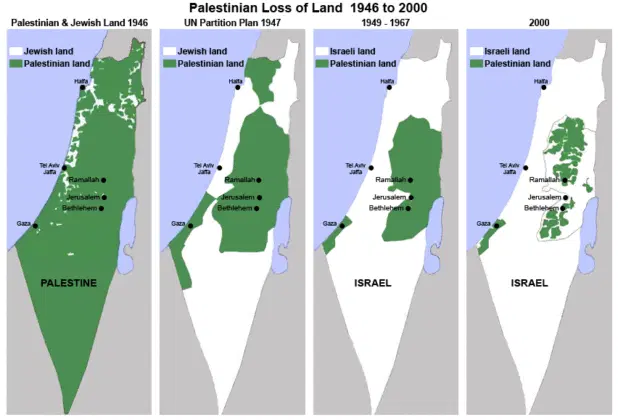 Palestinian Loss of Land 1946 to 2000
Palestinian & Jewish Land 1946
Jewish land
Palestinian land
Haifa
Tel Aviv
Jaffa
Ramallah
Jerusalem
Bethlehem
Gaza
PALESTINE
UN Partition Plan 1947
Jewish land
Palestinian land
Haifa
Tel Aviv
Jaffa
Ramallah
Jerusalem
Bethlehem
Gaza
1949 - 1967
Israeli land
Palestinian land
Haifa
Tel Aviv
Jaffa
Ramallah
Jerusalem
Bethlehem
Gaza
ISRAEL
2000
Israeli land
Palestinian land
Haifa
Tel Aviv
Jaffa
Ramallah
Jerusalem
Bethlehem
Gaza
ISRAEL